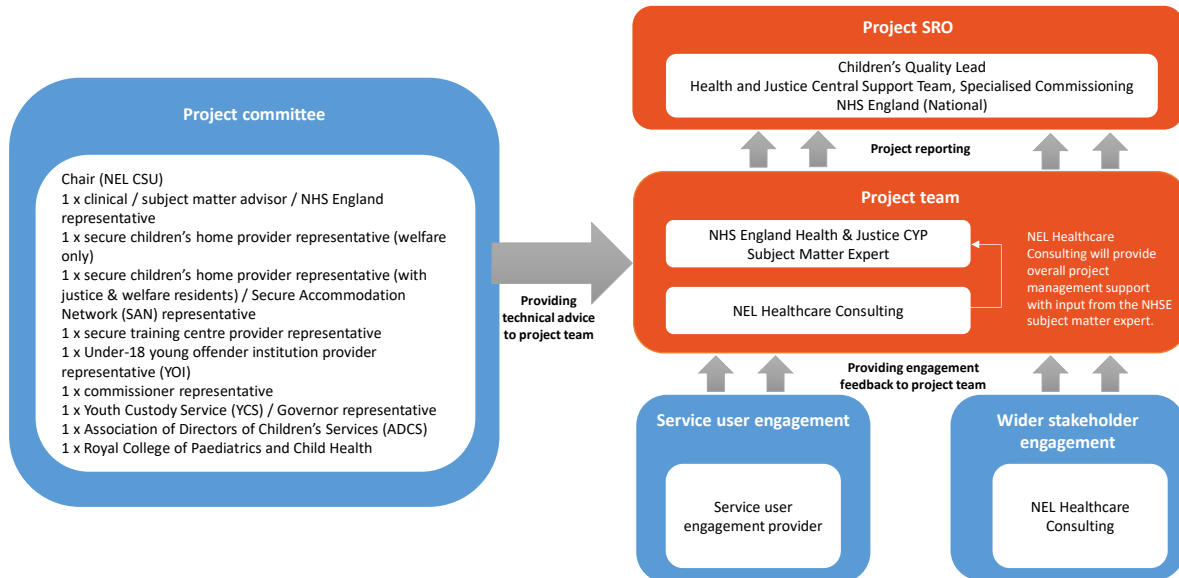 Project committee
Chair (NEL CSU)
1 x clinical / subject matter advisor / NHS England
representative
1 x secure children’s home provider representative (welfare
only)
1 x secure children’s home provider representative (with
justice & welfare residents) / Secure Accommodation
Network (SAN) representative
1 x secure training centre provider representative
1 x Under-18 young offender institution provider
representative (YOI)
1 x commissioner representative
1 x Youth Custody Service (YCS) / Governor representative
1 x Association of Directors of Children’s Services (ADCS)
1 x Royal College of Paediatrics and Child Health
Providing
technical advice
to project team
Project SRO
Children’s Quality Lead
Health and Justice Central Support Team, Specialised Commissioning
NHS England (National)
Project reporting
Project team
NHS England Health & Justice CYP
Subject Matter Expert
NEL Healthcare Consulting
NEL Healthcare
Consulting will provide
overall project
management support
with input from the NHSE
subject matter expert.
Providing engagement
feedback to project team
Service user engagement
Service user
engagement provider
Wider stakeholder
engagement
NEL Healthcare
Consulting